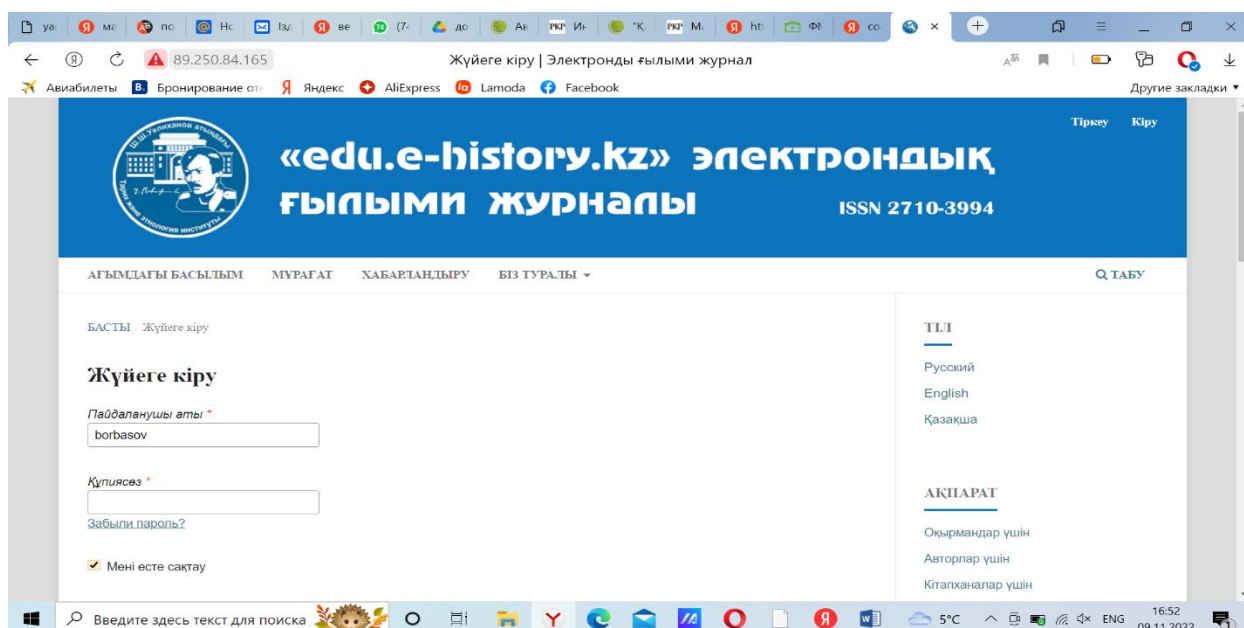 89.250.84.165
Жүйеге кіру | Электронды ғылыми журнал
Авиабилеты
Бронирование от
Яндекс
AliExpress
Lamoda
Facebook
Другие закладки
Тіркеу Кіру
«edu.e-history.kz» электрондық
ғылыми журналы
ISSN 2710-3994
АҒЫМДАҒЫ БАСЫЛЫМ МҰРАҒАТ ХАБАРЛАНДЫРУ БІЗ ТУРАЛЫ
ТАБУ
БАСТЫ Жүйеге кіру
Жүйеге кіру
Пайдаланушы аты *
borbasov
Құпиясөз *
Забыли пароль?
Мені есте сақтау
ТІЛ
Русский
English
Қазақша
АҚПАРАТ
Оқырмандар үшін
Авторлар үшін
Кітапханалар үшін
Введите здесь текст для поиска
5°C
ENG
16:52